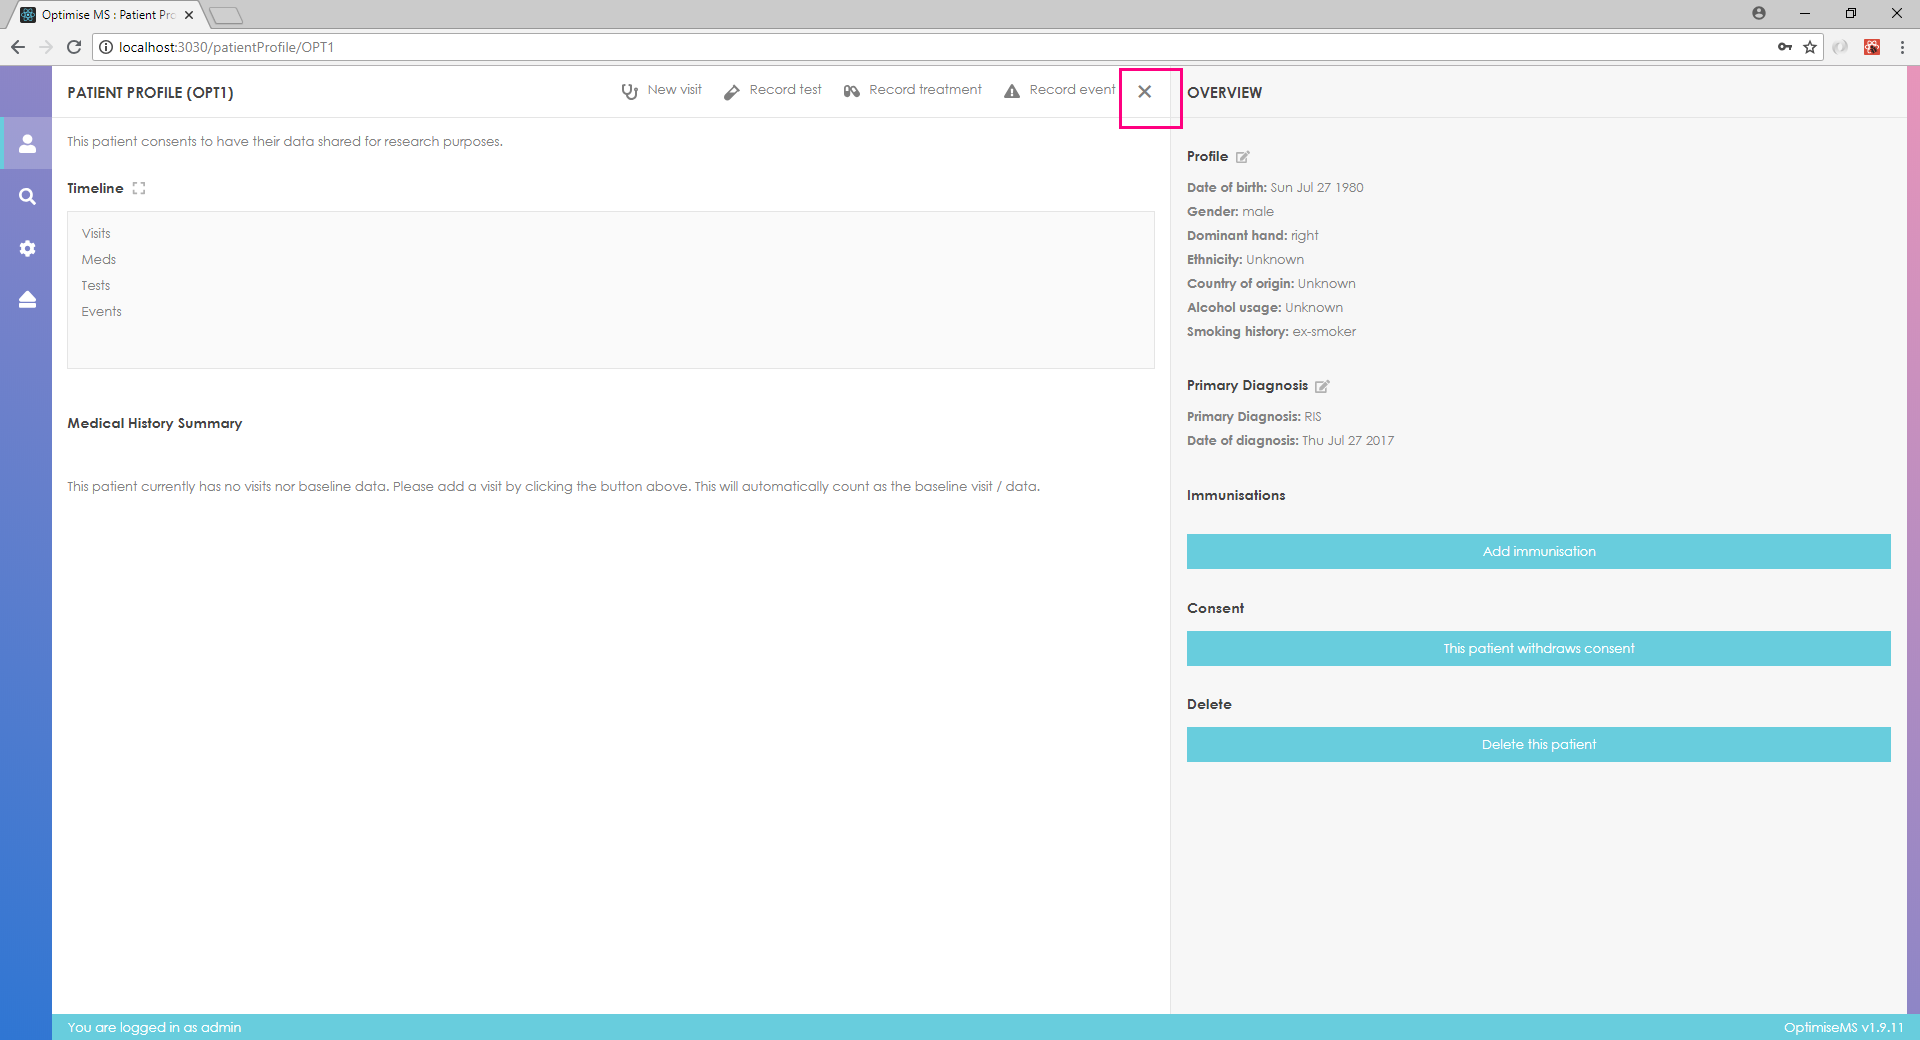 Optimise MS : Patient Pro
localhost:3030/patientProfile/OPT1
PATIENT PROFILE (OPT1)
New visit
Record test
Record treatment
Record event
This patient consents to have their data shared for research purposes.
Timeline
Visits
Meds
Tests
Events
Medical History Summary
This patient currently has no visits nor baseline data. Please add a visit by clicking the button above. This will automatically count as the baseline visit / data.
OVERVIEW
Profile
Date of birth: Sun Jul 27 1980
Gender: male
Dominant hand: right
Ethnicity: Unknown
Country of origin: Unknown
Alcohol usage: Unknown
Smoking history: ex-smoker
Primary Diagnosis
Primary Diagnosis: RIS
Date of diagnosis: Thu Jul 27 2017
Immunisations
Add immunisation
Consent
This patient withdraws consent
Delete
Delete this patient
You are logged in as admin
OptimiseMS v1.9.11